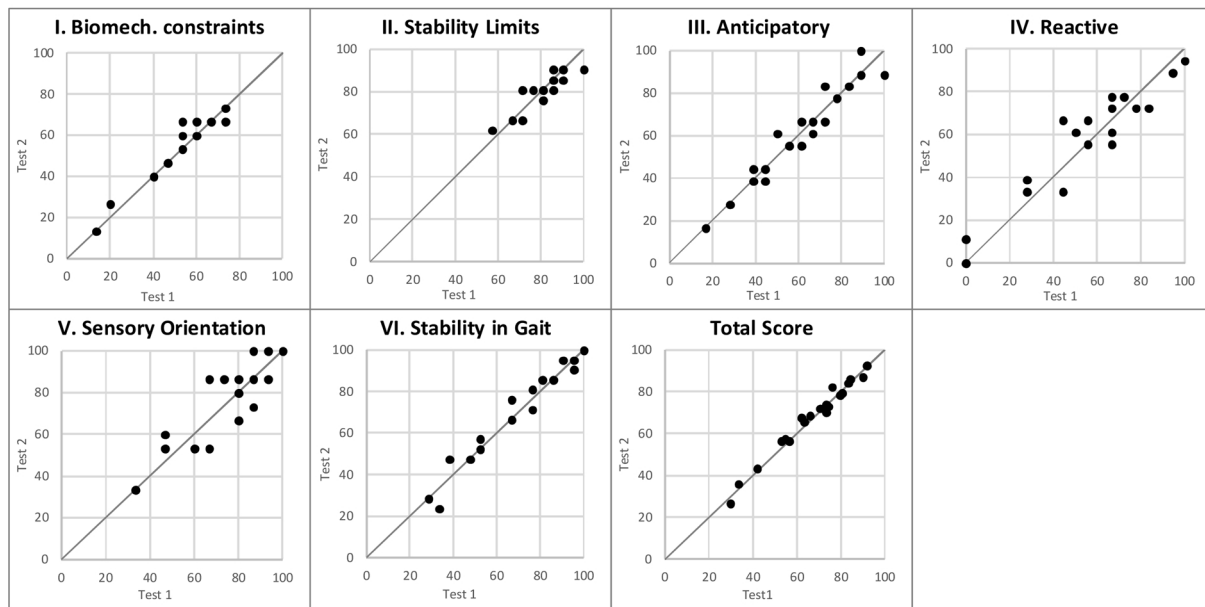 I. Biomech. constraints
100
80
60
40
20
0
Test 2
0 20 40 60 80 100
Test 1
II. Stability Limits
100
80
60
40
20
0
Test 2
0 20 40 60 80 100
Test 1
III. Anticipatory
100
80
60
40
20
0
Test 2
0 20 40 60 80 100
Test 1
IV. Reactive
100
80
60
40
20
0
Test 2
0 20 40 60 80 100
Test 1
V. Sensory Orientation
100
80
60
40
20
0
Test 2
0 20 40 60 80 100
Test 1
VI. Stability in Gait
100
80
60
40
20
0
Test 2
0 20 40 60 80 100
Test 1
Total Score
100
80
60
40
20
0
Test 2
0 20 40 60 80 100
Test1